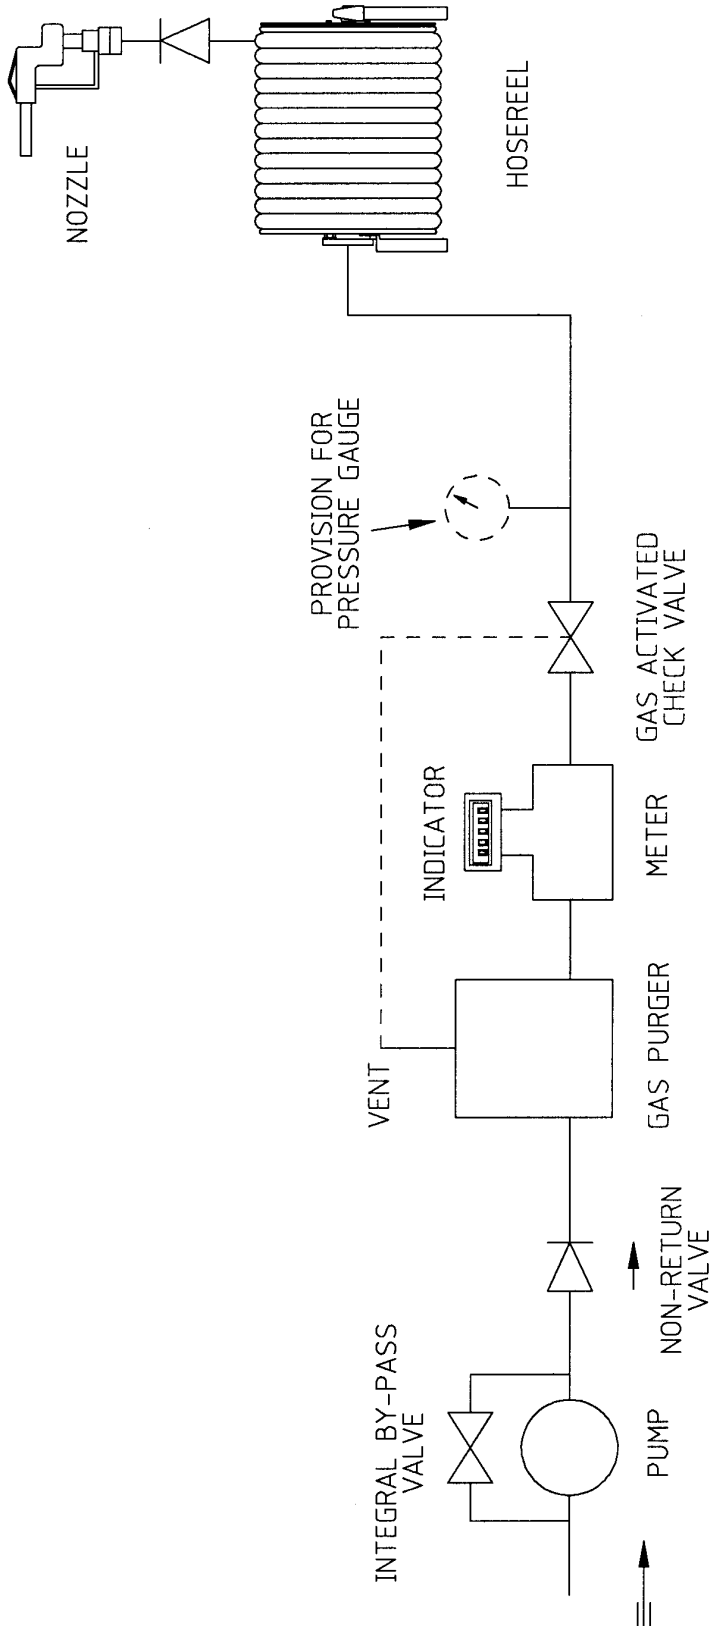 INTEGRAL BY-PASS
VALVE
PUMP
NON-RETURN
VALVE
VENT
GAS PURGER
INDICATOR
METER
GAS ACTIVATED
CHECK VALVE
PROVISION FOR
PRESSURE GAUGE
HOSEREEL
NOZZLE